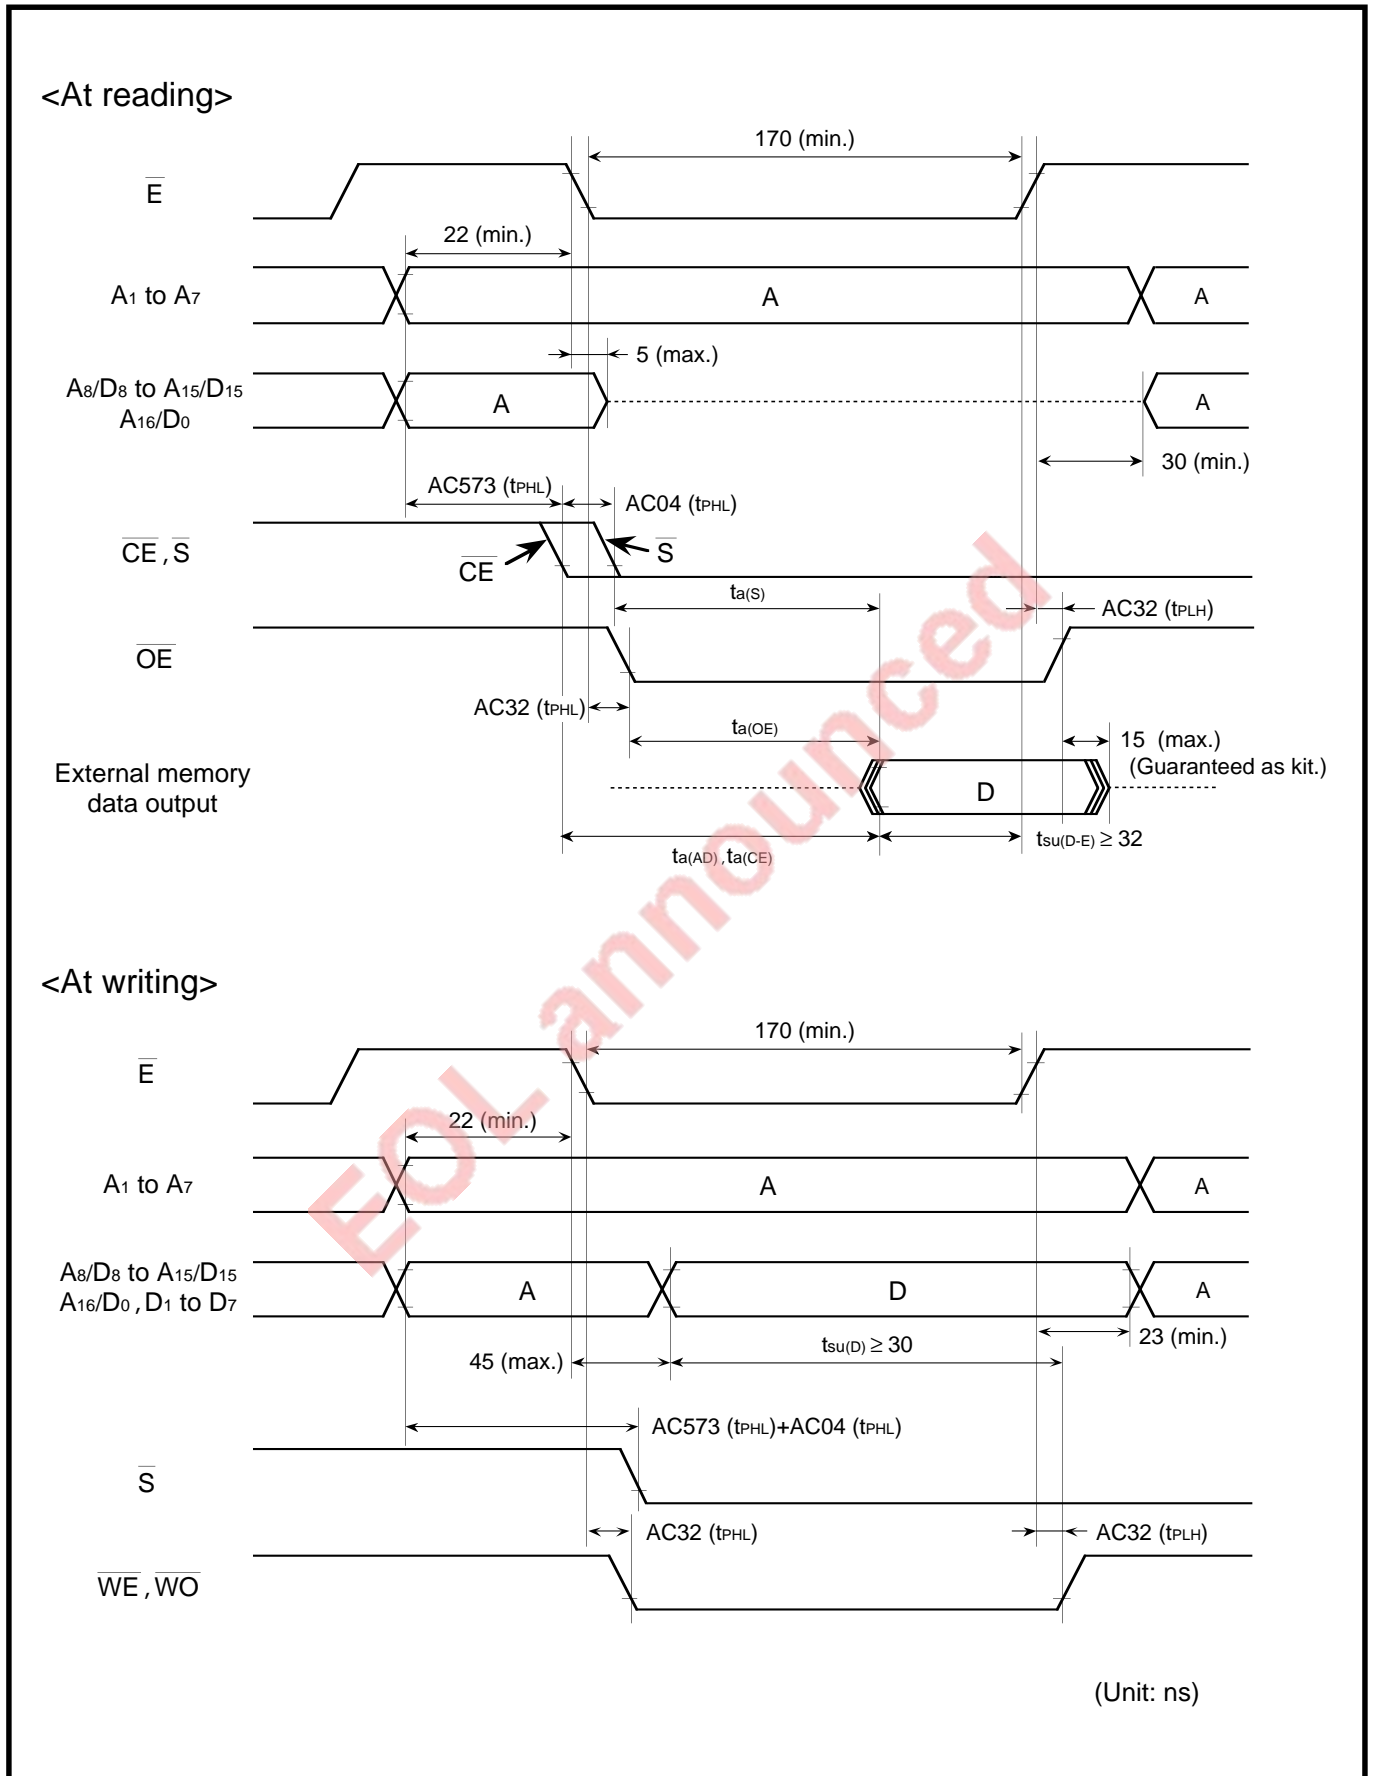 <At reading>
170 (min.)
E
22 (min.)
A1 to A7
A
A
5 (max.)
A8/D8 to A15/D15
A16/D0
A
A
30 (min.)
AC573 (tPHL)
AC04 (tPHL)
CE , S
CE
S
ta(S)
AC32 (tPLH)
OE
AC32 (tPHL)
ta(OE)
15 (max.)
(Guaranteed as kit.)
External memory
data output
D
ta(AD) ,ta(CE)
tsu(D-E) ≥ 32
EOL announced
<At writing>
170 (min.)
E
22 (min.)
A1 to A7
A
A
A8/D8 to A15/D15
A16/D0 , D1 to D7
A
D
A
45 (max.)
tsu(D) ≥ 30
23 (min.)
AC573 (tPHL)+AC04 (tPHL)
S
AC32 (tPHL)
AC32 (tPLH)
WE , WO
(Unit: ns)